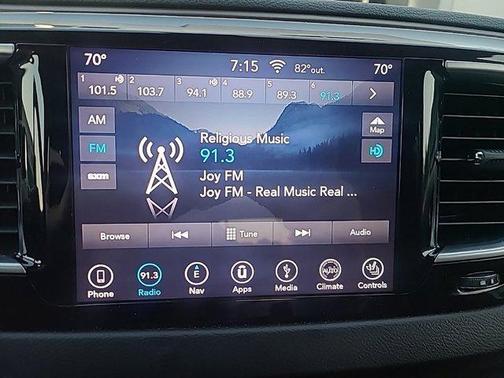 70° 7:15 82°out. 70°
1 2 3 4 5 6
101.5 103.7 94.1 88.9 89.3 91.3
AM
FM
SXM
Religious Music
91.3
Joy FM
Joy FM - Real Music Real ...
Map
HD
Browse Tune Audio
Phone
91.3 Radio
E Nav
Apps
Media
AUTO Climate
Controls